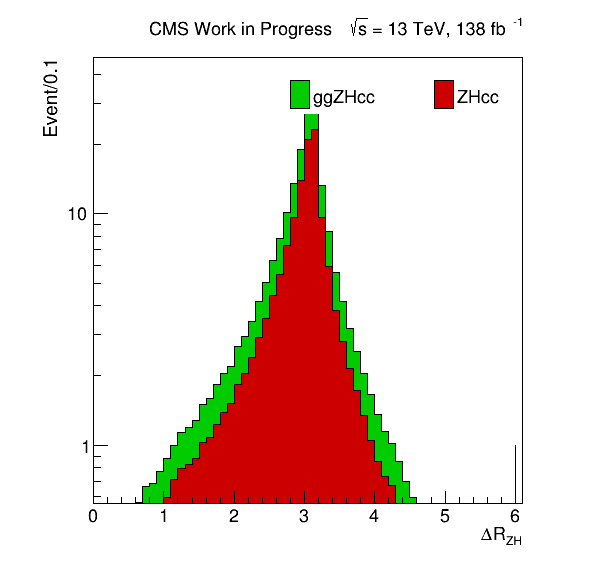 CMS Work in Progress √s = 13 TeV, 138 fb⁻¹
Event/0.1
ggZHcc ZHcc
10
1
0 1 2 3 4 5 6
ΔR_ZH